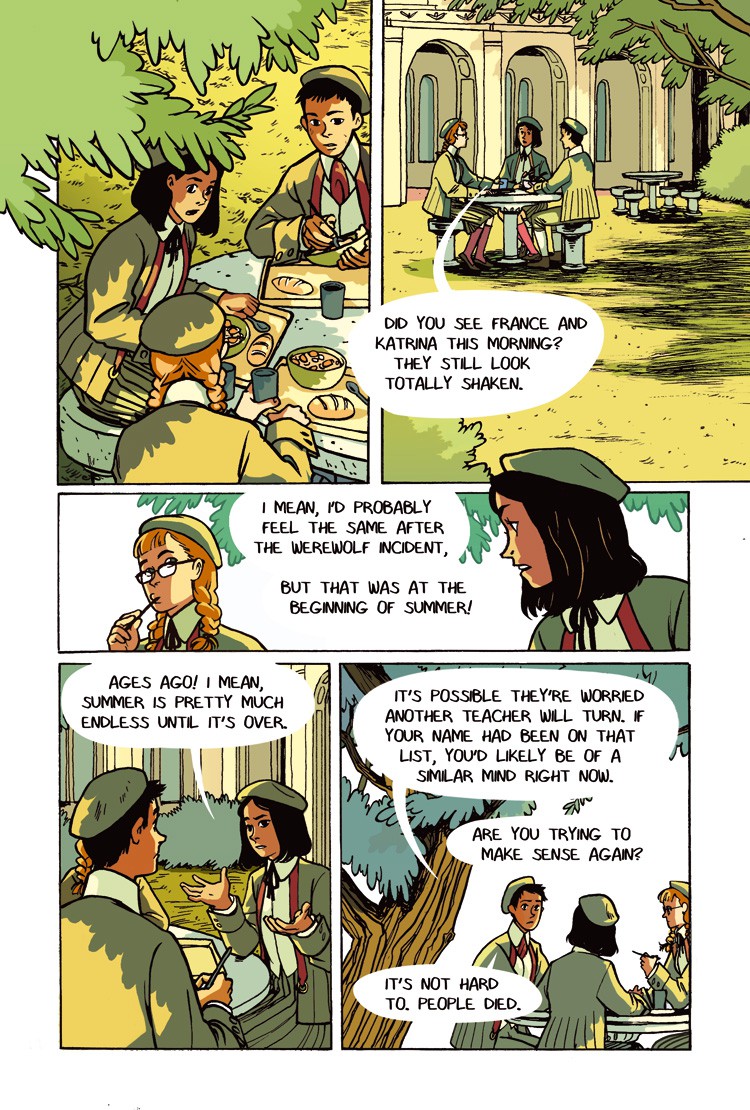 DID YOU SEE FRANCE AND
KATRINA THIS MORNING?
THEY STILL LOOK
TOTALLY SHAKEN.
I MEAN, I'D PROBABLY
FEEL THE SAME AFTER
THE WEREWOLF INCIDENT,
BUT THAT WAS AT THE
BEGINNING OF SUMMER!
AGES AGO! I MEAN,
SUMMER IS PRETTY MUCH
ENDLESS UNTIL IT'S OVER.
IT'S POSSIBLE THEY'RE WORRIED
ANOTHER TEACHER WILL TURN. IF
YOUR NAME HAD BEEN ON THAT
LIST, YOU'D LIKELY BE OF A
SIMILAR MIND RIGHT NOW.
ARE YOU TRYING TO
MAKE SENSE AGAIN?
IT'S NOT HARD
TO. PEOPLE DIED.